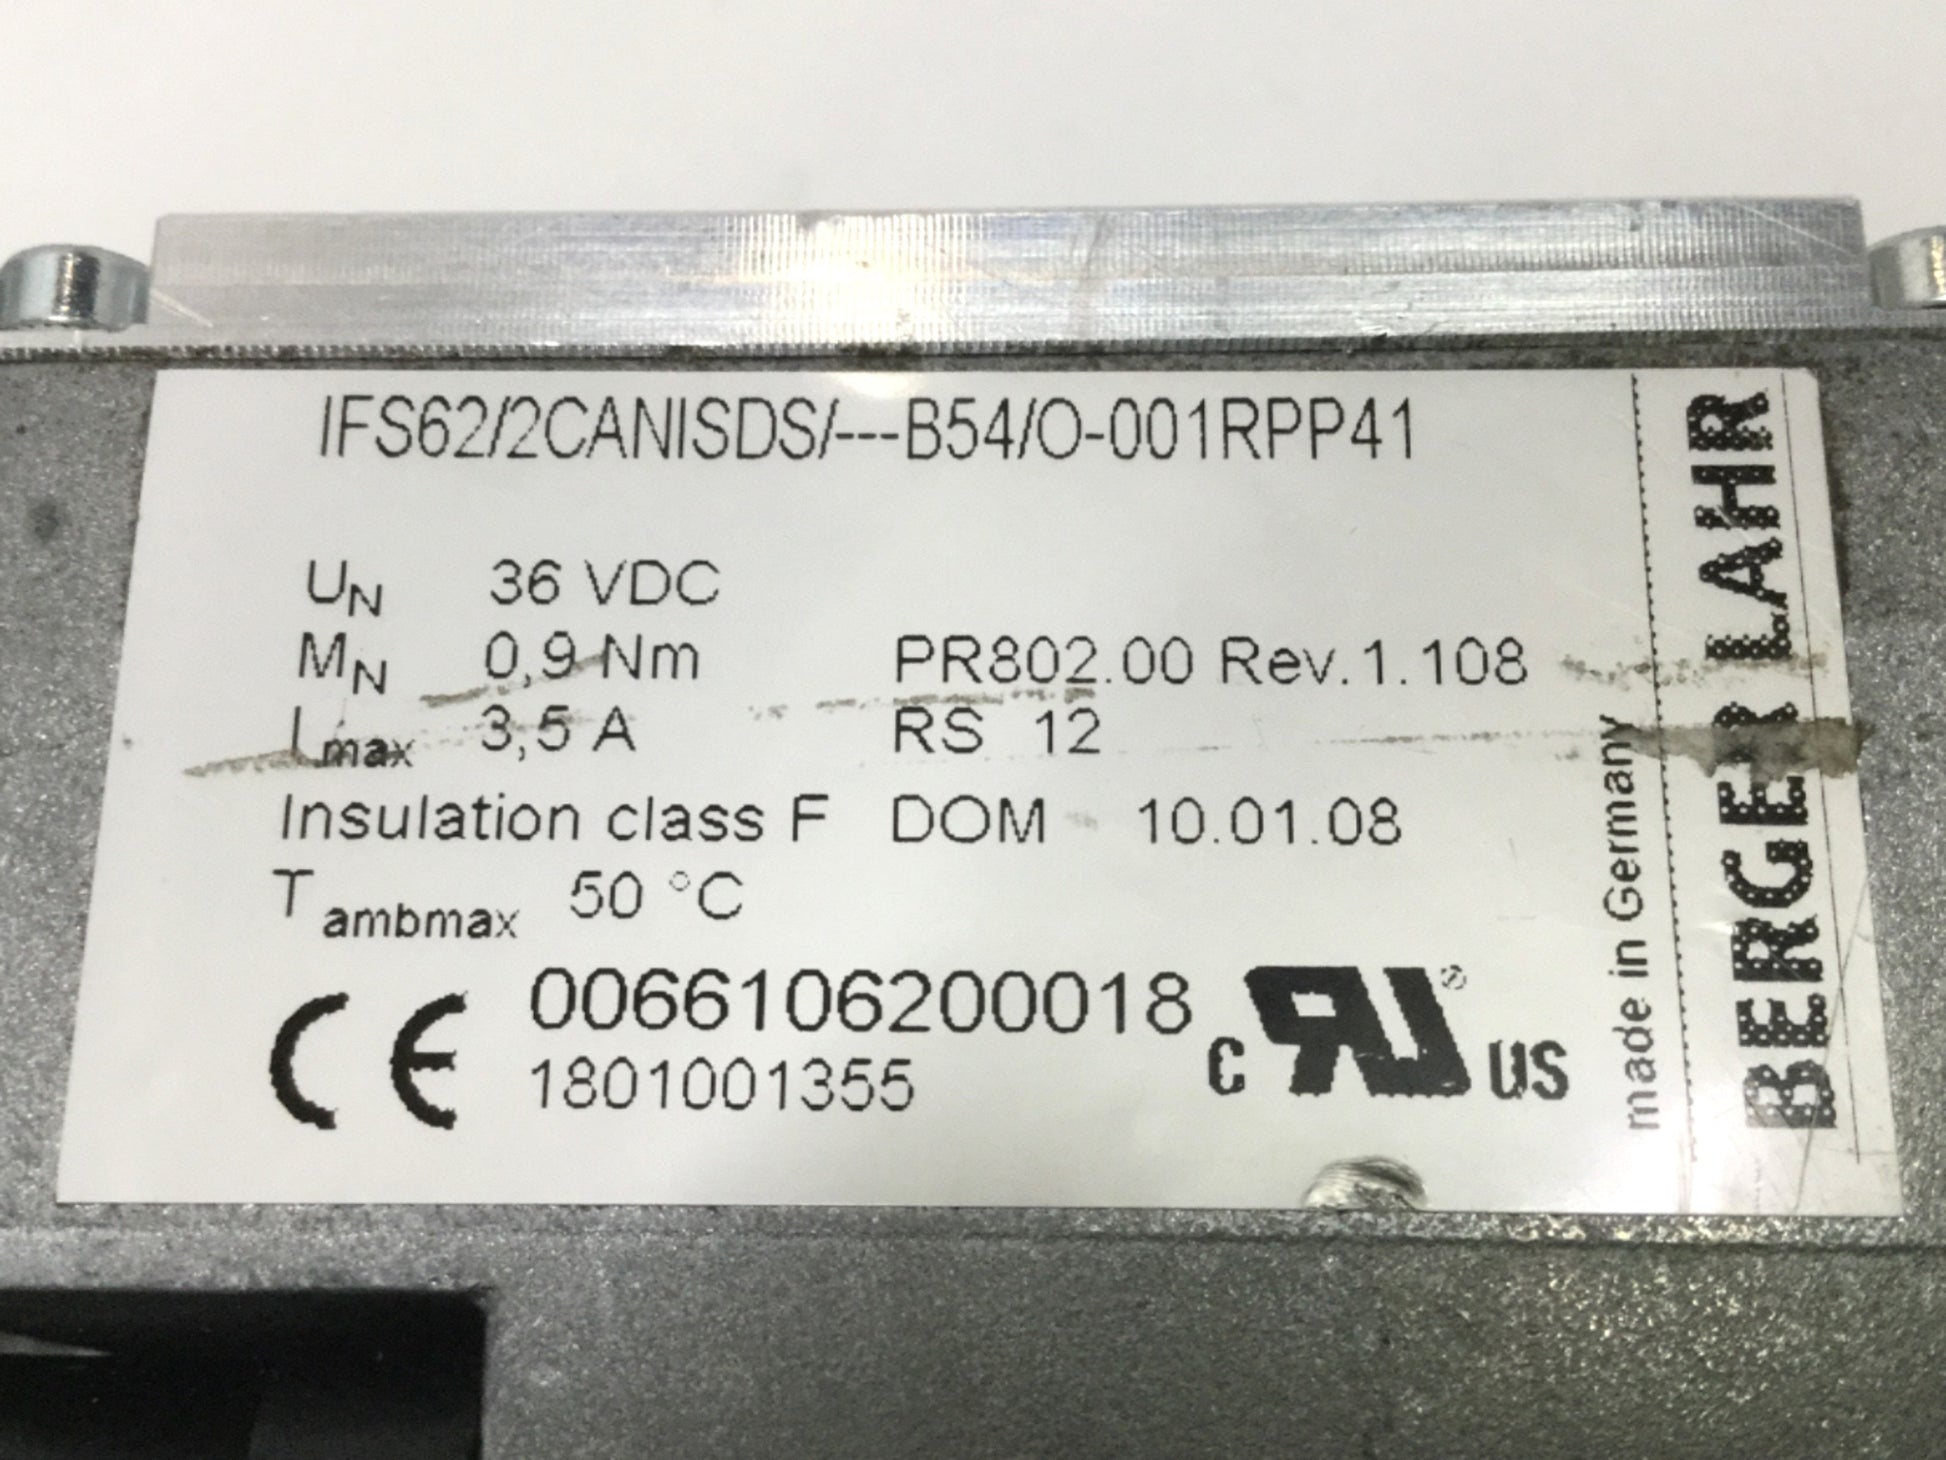 IFS62/2CANISDS/---B54/O-001RPP41
UN 36 VDC
MN 0,9 Nm PR802.00 Rev.1.108
Imax 3,5 A RS 12
Insulation class F DOM 10.01.08
Tambmax 50 °C
CE 0066106200018
1801001355
c RU ® US
made in Germany
BERGER LAHR